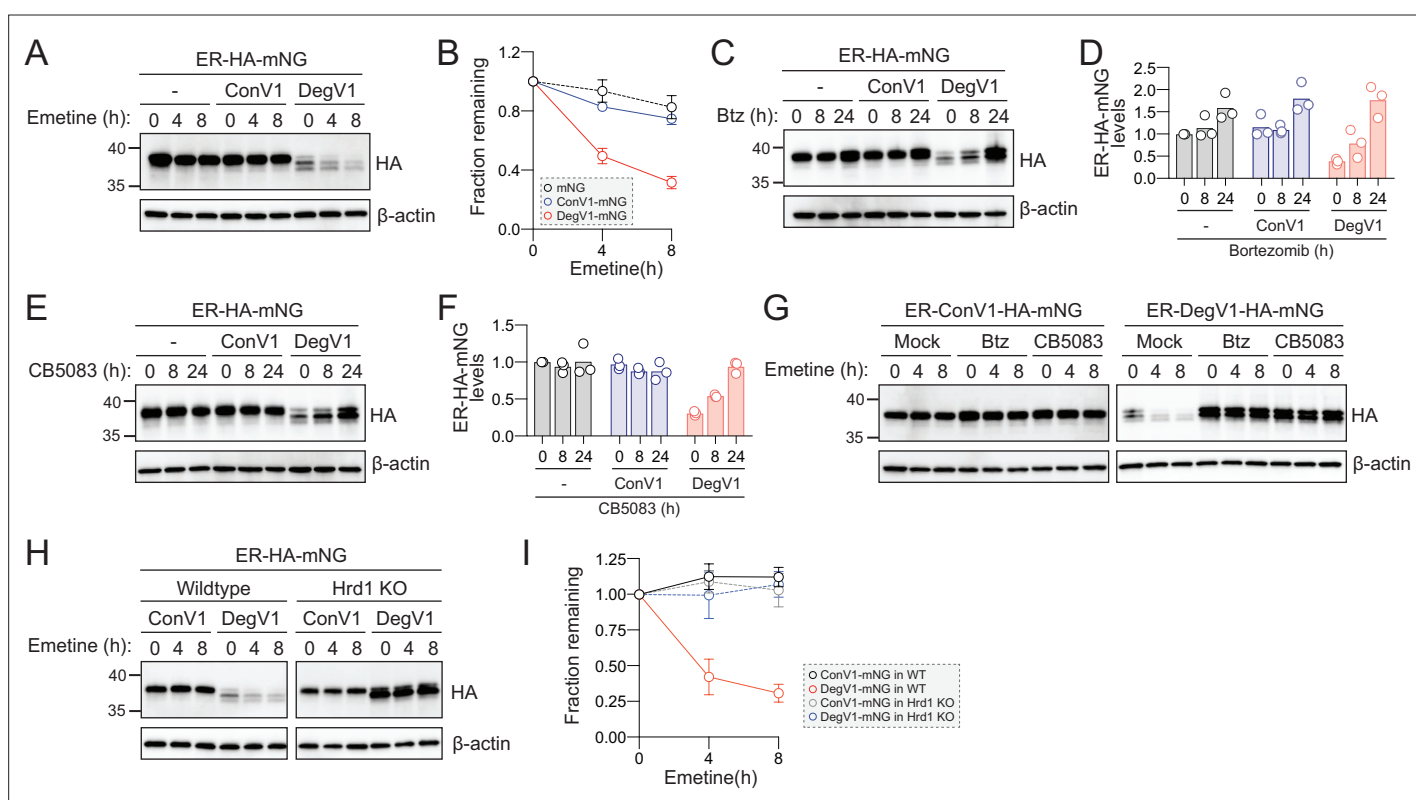 A
ER-HA-mNG
- ConV1 DegV1
Emetine (h): 0 4 8 0 4 8 0 4 8
40
35
HA
β-actin
B
Fraction remaining
1.2
0.8
0.4
0.0
mNG
ConV1-mNG
DegV1-mNG
0 4 8
Emetine(h)
C
ER-HA-mNG
- ConV1 DegV1
Btz (h): 0 8 24 0 8 24 0 8 24
40
35
HA
β-actin
D
ER-HA-mNG
levels
2.5
2.0
1.5
1.0
0.5
0.0
0 8 24 0 8 24 0 8 24
- ConV1 DegV1
Bortezomib (h)
E
ER-HA-mNG
- ConV1 DegV1
CB5083 (h): 0 8 24 0 8 24 0 8 24
40
35
HA
β-actin
F
ER-HA-mNG
levels
1.5
1.0
0.5
0.0
0 8 24 0 8 24 0 8 24
- ConV1 DegV1
CB5083 (h)
G
ER-ConV1-HA-mNG ER-DegV1-HA-mNG
Mock Btz CB5083 Mock Btz CB5083
Emetine (h): 0 4 8 0 4 8 0 4 8 0 4 8 0 4 8 0 4 8
40
35
HA
β-actin
H
ER-HA-mNG
Wildtype Hrd1 KO
ConV1 DegV1 ConV1 DegV1
Emetine (h): 0 4 8 0 4 8 0 4 8 0 4 8
40
35
HA
β-actin
I
Fraction remaining
1.25
1.00
0.75
0.50
0.25
0.00
0 4 8
Emetine(h)
ConV1-mNG in WT
DegV1-mNG in WT
ConV1-mNG in Hrd1 KO
DegV1-mNG in Hrd1 KO